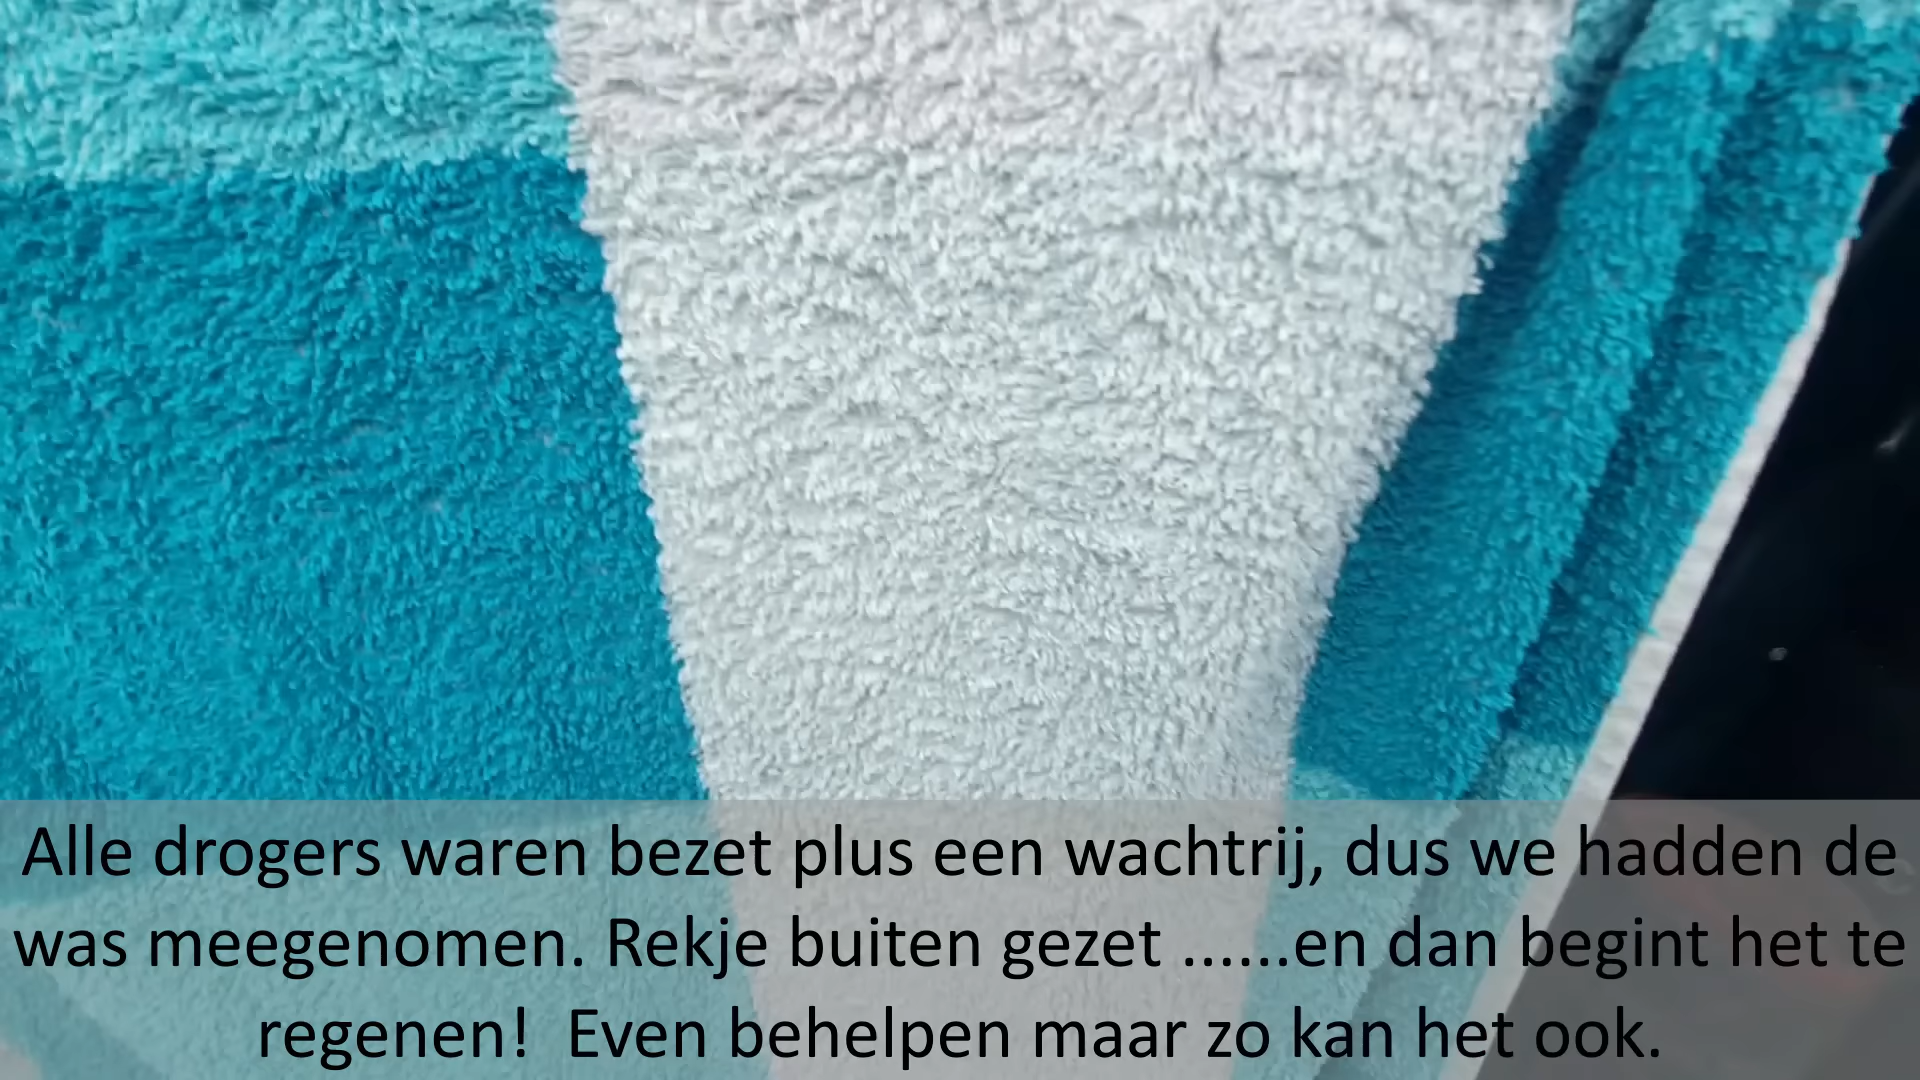 Alle drogers waren bezet plus een wachtrij, dus we hadden de
was meegenomen. Rekje buiten gezet ......en dan begint het te
regenen!  Even behelpen maar zo kan het ook.